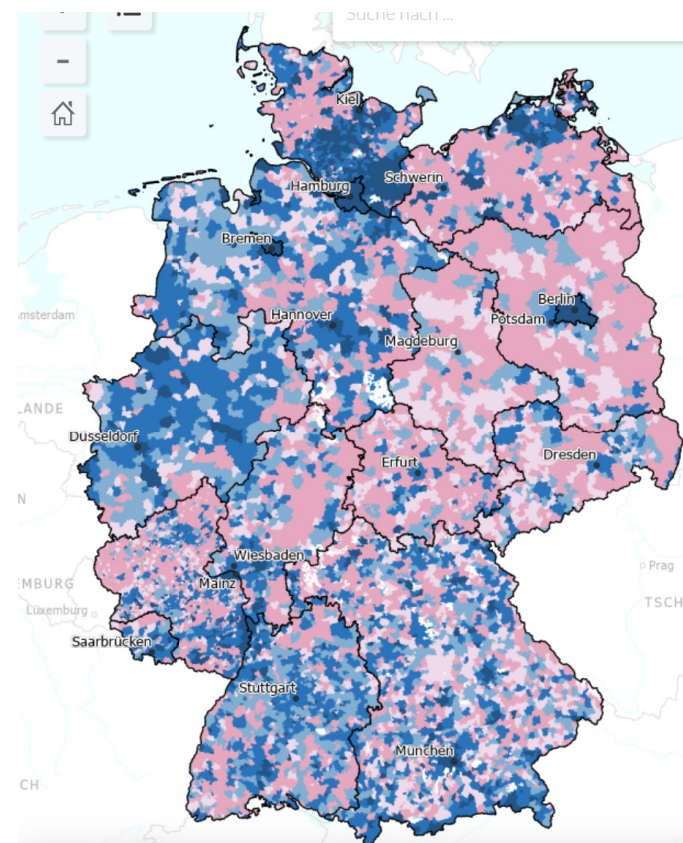 Suche nach ...
Kiel
Schwerin
Hamburg
Bremen
Berlin
Hannover
Potsdam
Amsterdam
Magdeburg
LANDE
Düsseldorf
Erfurt
Dresden
N
Wiesbaden
Prag
EMBURG
Mainz
TSCH
Luxemburg
Saarbrücken
Stuttgart
München
CH